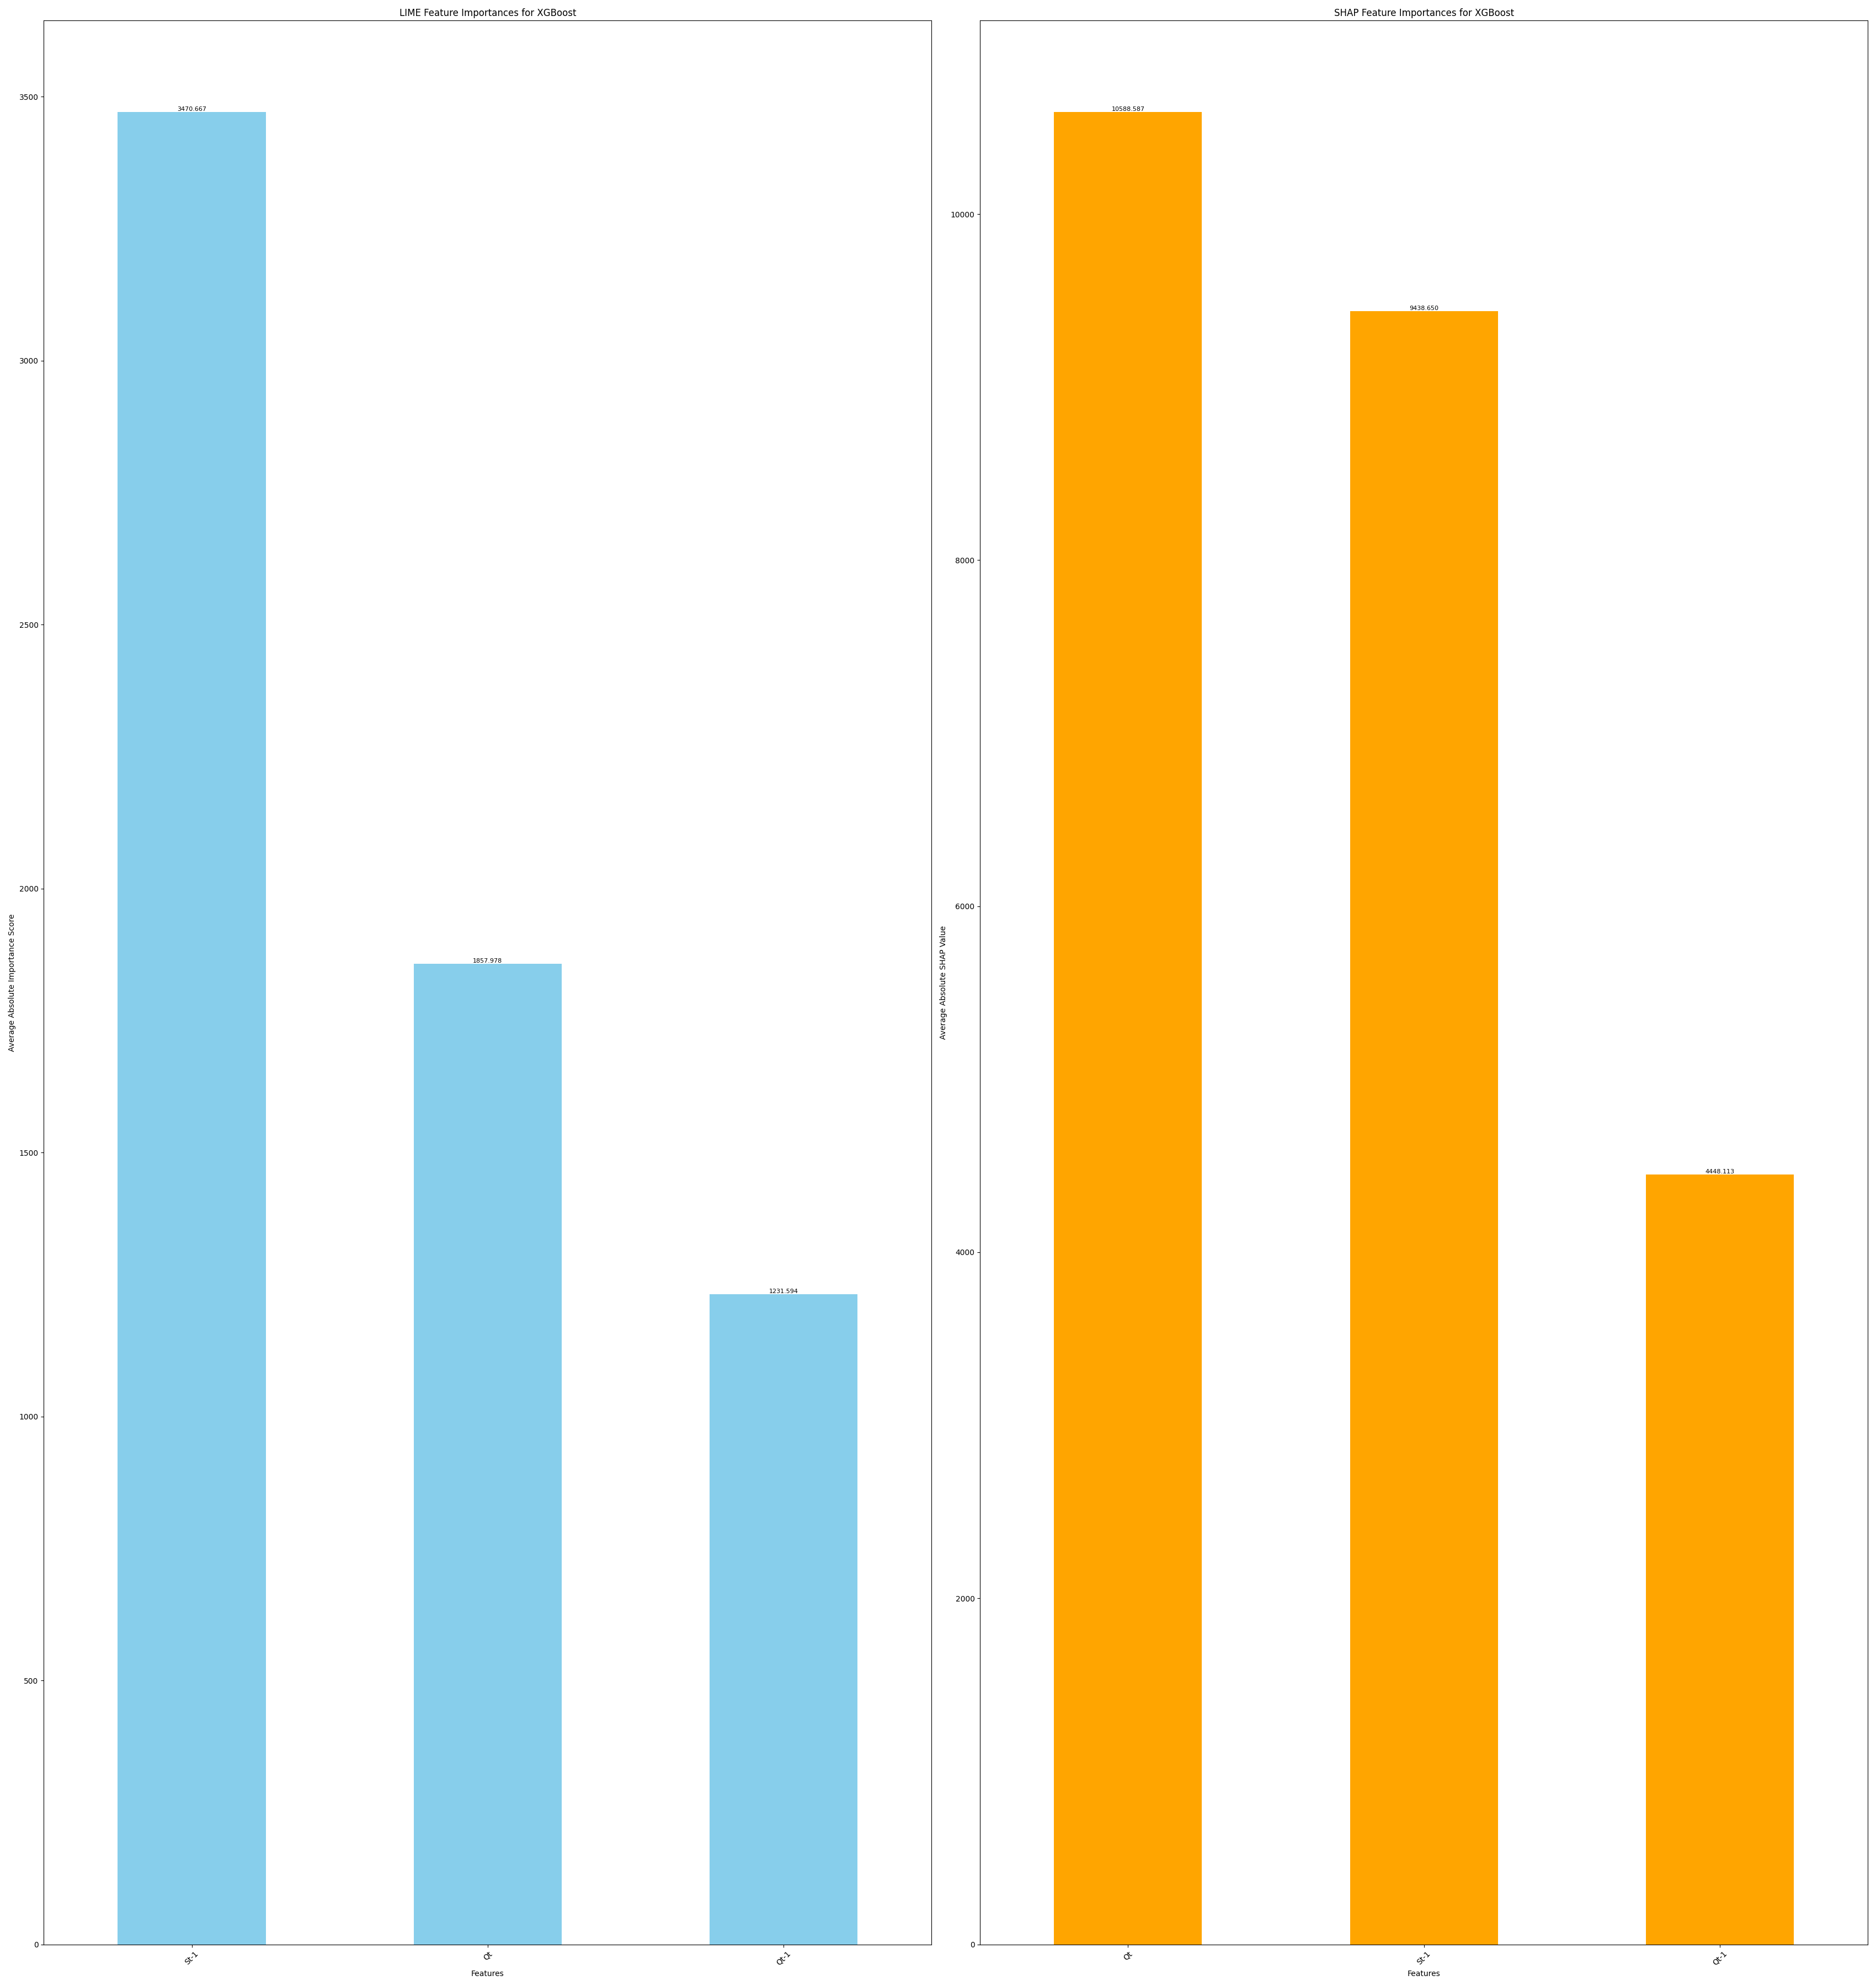 LIME Feature Importances for XGBoost
3500
3000
2500
2000
1500
1000
500
0
Average Absolute Importance Score
3470.667
1857.978
1231.594
St-1
Qt
Qt-1
Features
SHAP Feature Importances for XGBoost
10000
8000
6000
4000
2000
0
Average Absolute SHAP Value
10588.587
9438.650
4448.113
Qt
St-1
Qt-1
Features